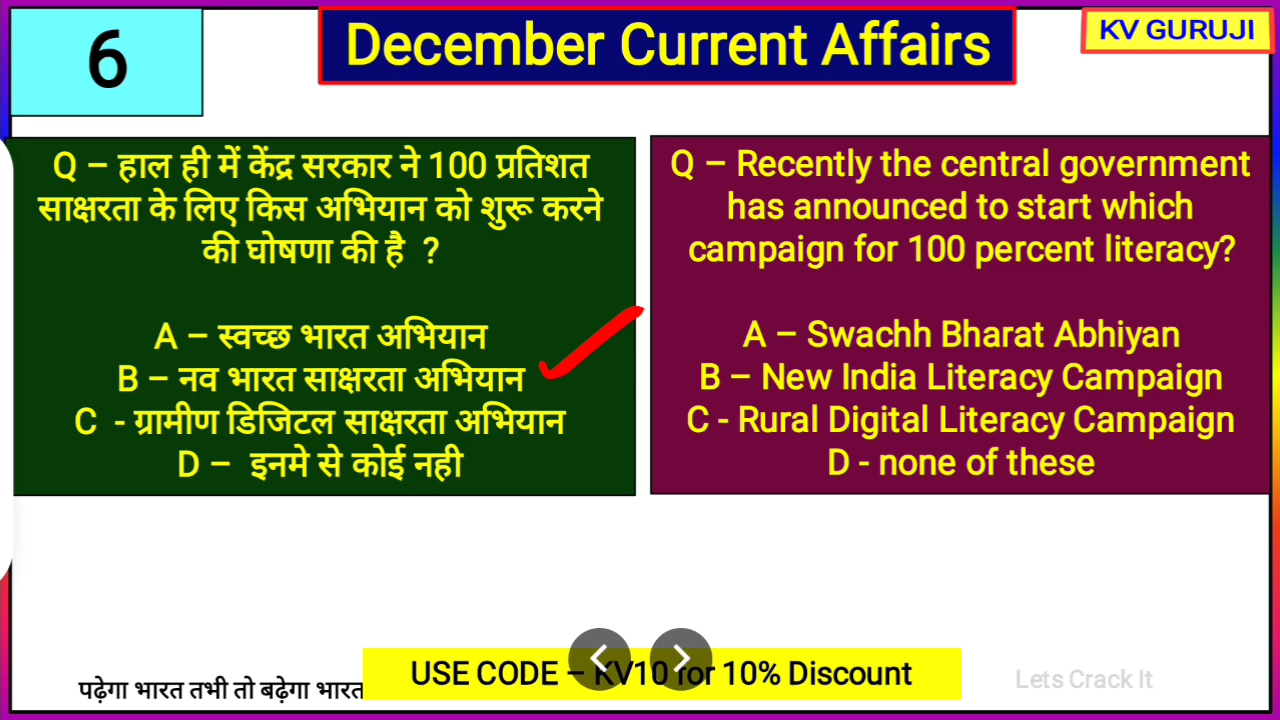 6
December Current Affairs
KV GURUJI
Q – हाल ही में केंद्र सरकार ने 100 प्रतिशत
साक्षरता के लिए किस अभियान को शुरू करने
की घोषणा की है ?
A – स्वच्छ भारत अभियान
B – नव भारत साक्षरता अभियान
C - ग्रामीण डिजिटल साक्षरता अभियान
D – इनमे से कोई नही
Q – Recently the central government
has announced to start which
campaign for 100 percent literacy?
A – Swachh Bharat Abhiyan
B – New India Literacy Campaign
C - Rural Digital Literacy Campaign
D - none of these
पढ़ेगा भारत तभी तो बढ़ेगा भारत
USE CODE – KV10 for 10% Discount
Lets Crack It